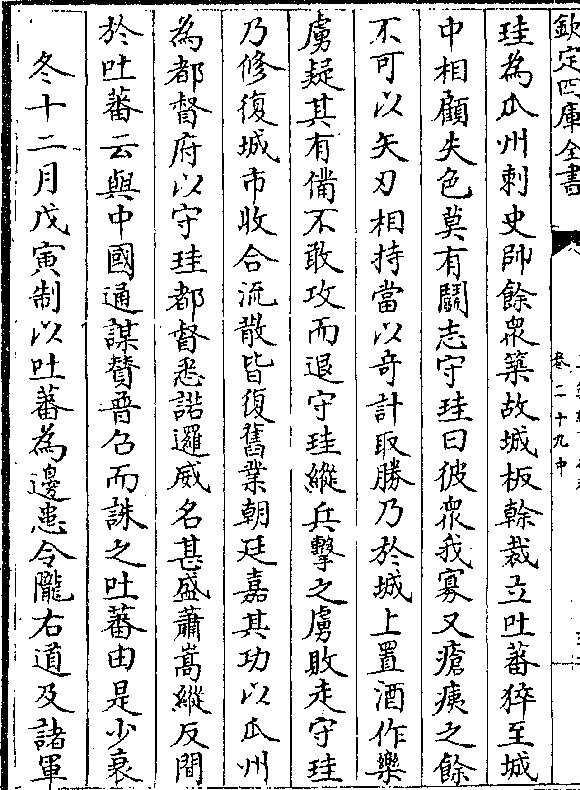 欽定四庫全書
卷二十九中
珪為瓜州刺史帥餘衆築故城板幹裁立吐蕃猝至城
中相顧失色莫有鬭志守珪曰彼衆我寡又瘡痍之餘
不可以矢刃相持當以奇計取勝乃於城上置酒作樂
虜疑其有備不敢攻而退守珪縱兵擊之虜敗走守珪
乃修復城市收合流散皆復舊業朝廷嘉其功以瓜州
為都督府以守珪都督悉諾邏威名甚盛蕭嵩縱反間
於吐蕃云與中國通謀贊普召而誅之吐蕃由是少衰
冬十二月戊寅制以吐蕃為邊患令隴右道及諸軍